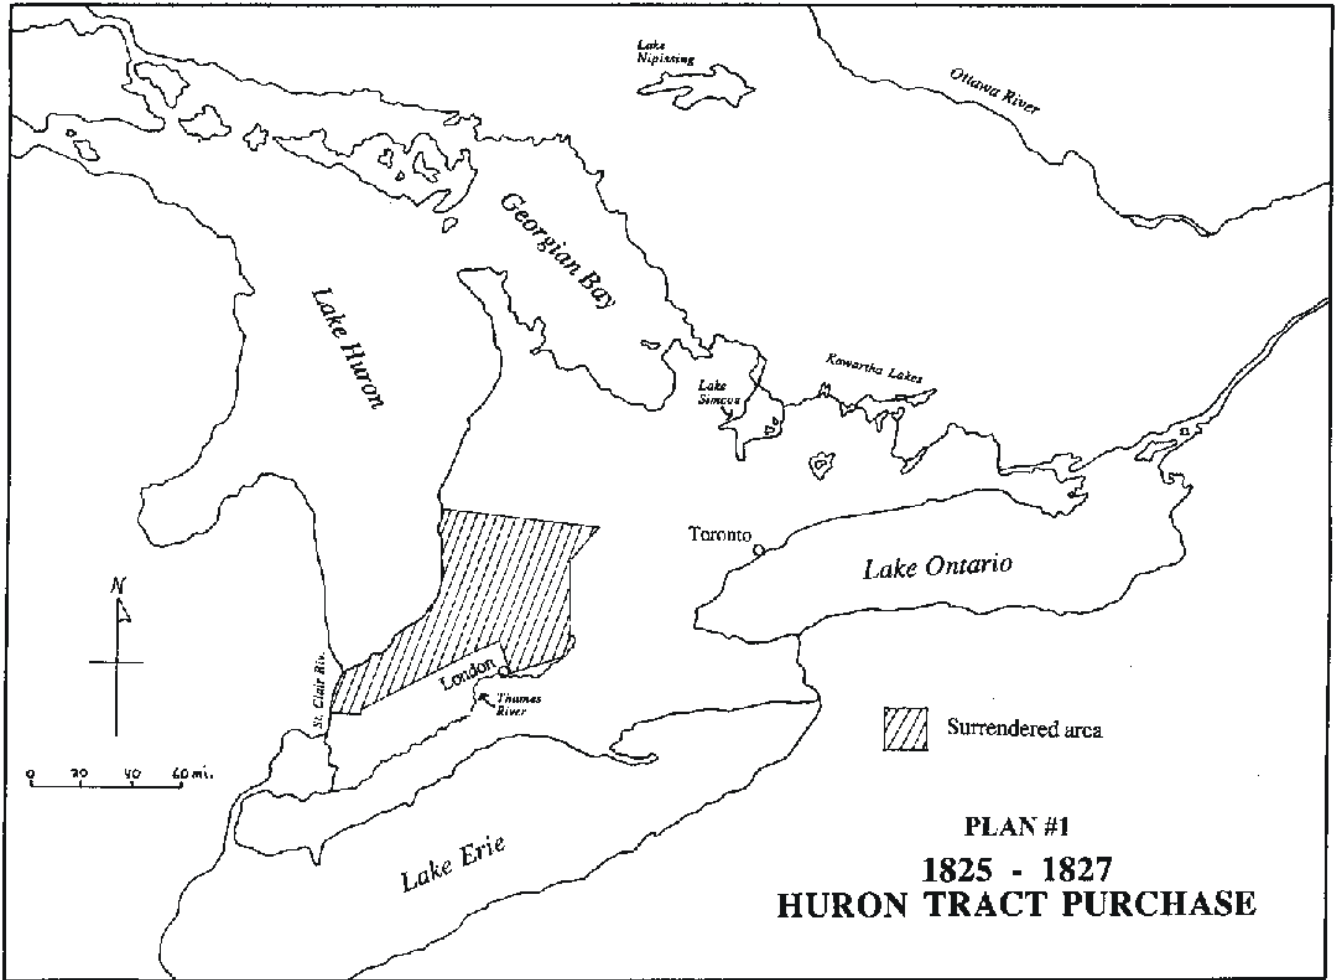 Lake
Nipissing
Ottawa River
Georgian Bay
Lake Huron
Kawartha Lakes
Lake
Simcoe
Toronto
Lake Ontario
N
St. Clair Riv.
London
Thames
River
Surrendered area
0 20 40 60 mi.
Lake Erie
PLAN #1
1825 - 1827
HURON TRACT PURCHASE